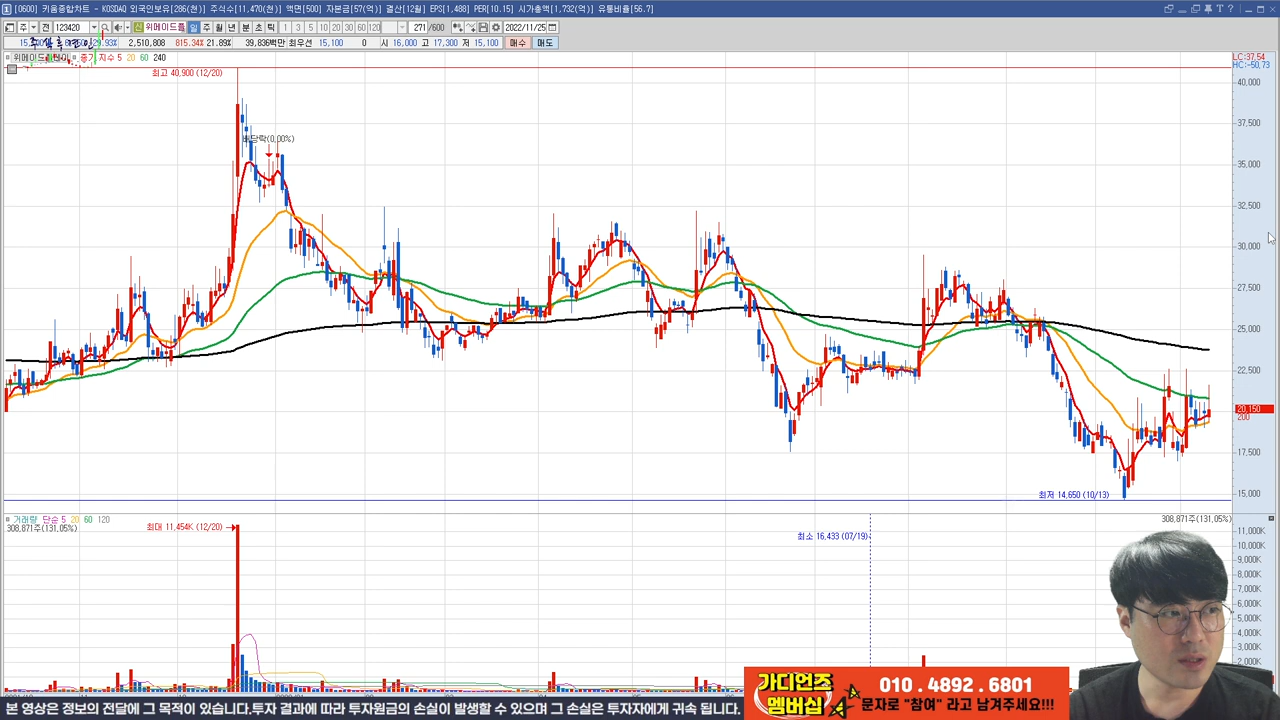 [0600] 키움종합차트 - KOSDAQ 외국인보유[286(천)] 주식수[11,470(천)] 액면[500] 자본금[57(억)] 결산[12월] EPS[1,488] PER[10.15] 시가총액[1,732(억)] 유통비율[56.7]
주 전 123420 신 위메이드플 일 주 월 년 분 초 틱 1 3 5 10 20 30 60 120 271 /600 2022/11/25
2,510,808 815.34% 21.89% 39,836백만 최우선 15,100 0 시 16,000 고 17,300 저 15,100 매수 매도
지수 5 20 60 240
LC:37.54
HC:-50.73
최고 40,900 (12/20)
배당락(0.00%)
40,000
37,500
35,000
32,500
30,000
27,500
25,000
22,500
20,150
200
17,500
15,000
최저 14,650 (10/13)
거래량 단순 5 20 60 120
308,871주(131.05%)
308,871주(131.05%)
최대 11,454K (12/20)
최소 16,433 (07/19)
11,000K
10,000K
9,000K
8,000K
7,000K
6,000K
5,000K
4,000K
3,000K
2,000K
가디언즈
멤버십
010 . 4892 . 6801
문자로 "참여" 라고 남겨주세요!!!
본 영상은 정보의 전달에 그 목적이 있습니다.투자 결과에 따라 투자원금의 손실이 발생할 수 있으며 그 손실은 투자자에게 귀속 됩니다.